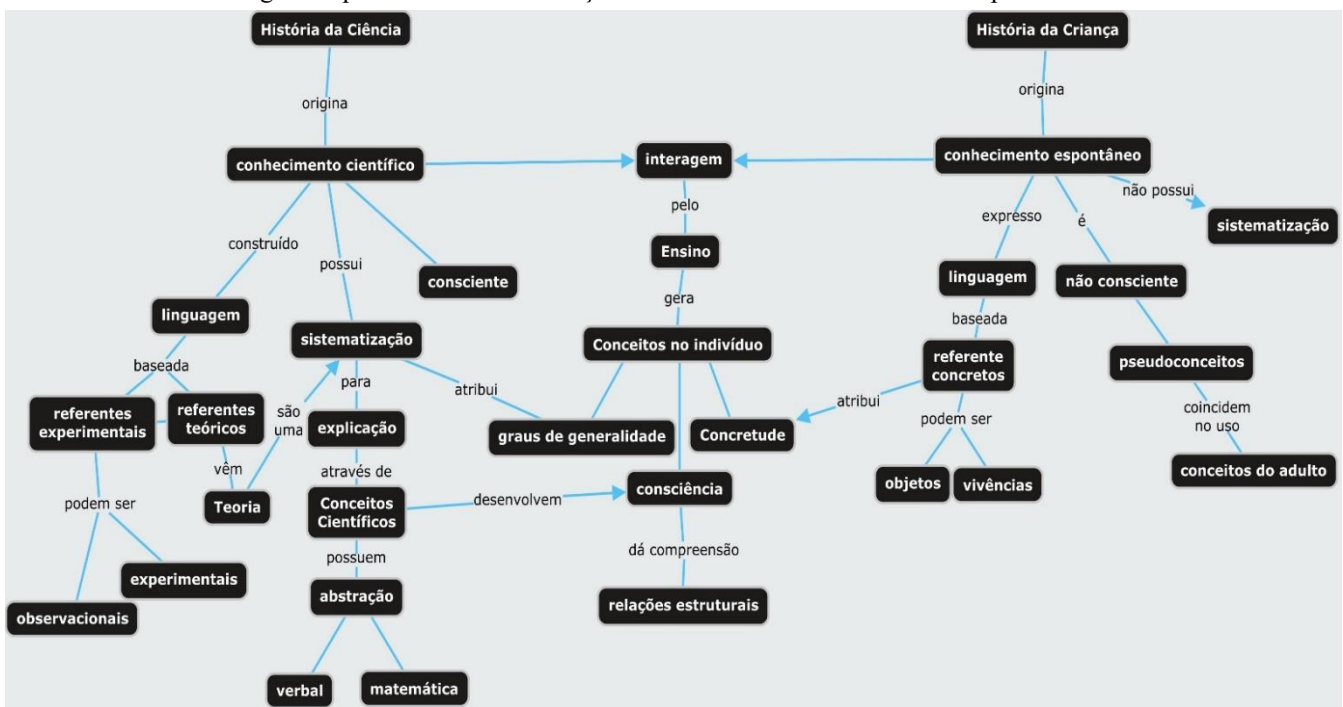 História da Ciência
História da Criança
origina
origina
conhecimento científico
interagem
conhecimento espontâneo
não possui
pelo
expresso
é
sistematização
construído
possui
consciente
Ensino
linguagem
não consciente
gera
linguagem
sistematização
baseada
Conceitos no indivíduo
referente
concretos
pseudoconceitos
baseada
para
atribui
atribui
coincidem
no uso
referentes
experimentais
referentes
teóricos
são
uma
explicação
graus de generalidade
Concretude
podem ser
vêm
através de
conceitos do adulto
objetos
vivências
consciência
podem ser
Teoria
Conceitos
Científicos
desenvolvem
possuem
dá compreensão
experimentais
observacionais
abstração
relações estruturais
verbal
matemática